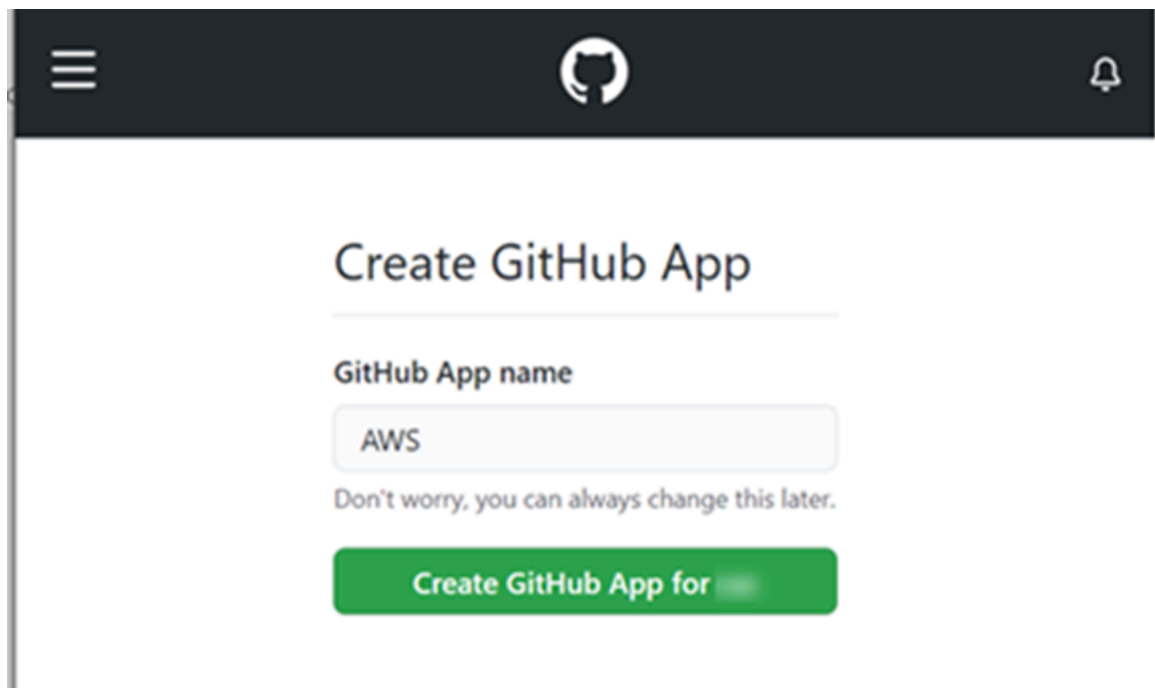 Create GitHub App
GitHub App name
AWS
Don't worry, you can always change this later.
Create GitHub App for